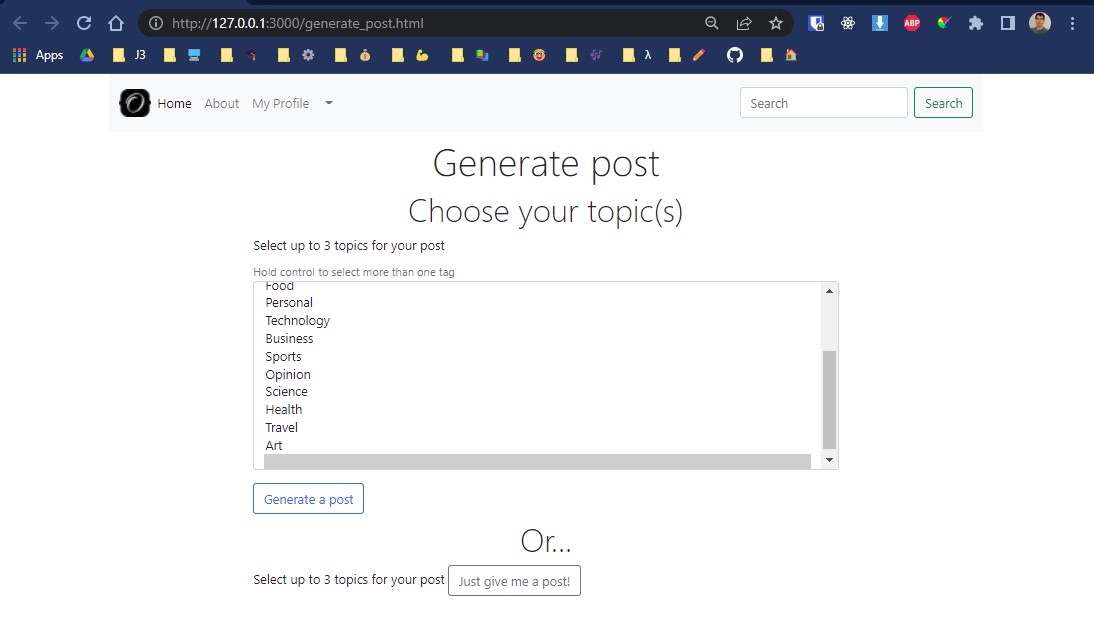 http://127.0.0.1:3000/generate_post.html
ABP
Apps
J3
λ
Home About My Profile Search Search
Generate post
Choose your topic(s)
Select up to 3 topics for your post
Hold control to select more than one tag
Food
Personal
Technology
Business
Sports
Opinion
Science
Health
Travel
Art
Generate a post
Or...
Select up to 3 topics for your post Just give me a post!